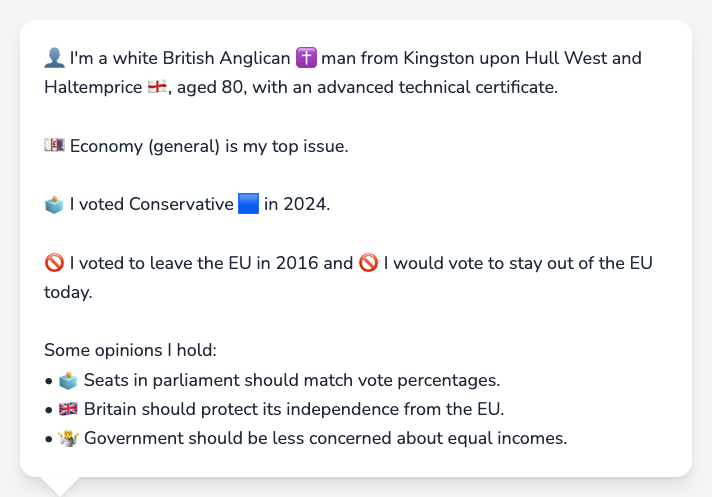 👤 I'm a white British Anglican ✝️ man from Kingston upon Hull West and
Haltemprice 🏴󠁧󠁢󠁥󠁮󠁧󠁿, aged 80, with an advanced technical certificate.
💷 Economy (general) is my top issue.
🗳️ I voted Conservative 🟦 in 2024.
🚫 I voted to leave the EU in 2016 and 🚫 I would vote to stay out of the EU
today.
Some opinions I hold:
• 🗳️ Seats in parliament should match vote percentages.
• 🇬🇧 Britain should protect its independence from the EU.
• 🤷 Government should be less concerned about equal incomes.